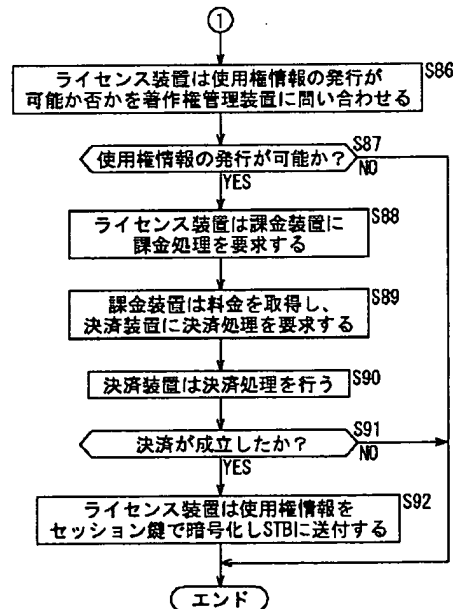 ①
ライセンス装置は使用権情報の発行が
可能か否かを著作権管理装置に問い合わせる
S86
使用権情報の発行が可能か?
S87
NO
YES
ライセンス装置は課金装置に
課金処理を要求する
S88
課金装置は料金を取得し、
決済装置に決済処理を要求する
S89
決済装置は決済処理を行う
S90
決済が成立したか?
S91
NO
YES
ライセンス装置は使用権情報を
セッション鍵で暗号化しSTBに送付する
S92
エンド